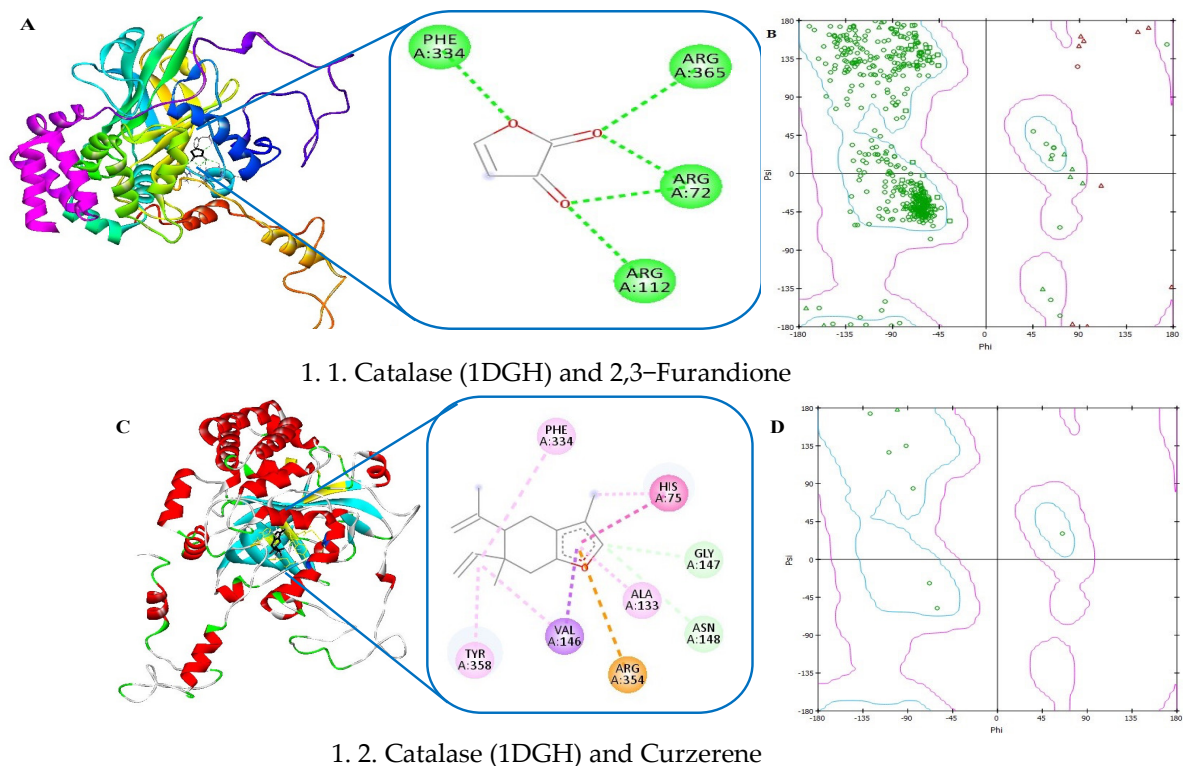 A
PHE
A:334
ARG
A:365
O
O
ARG
A:72
O
ARG
A:112
B
180
135
90
45
0
-45
-90
-135
-180
Psi
-180 -135 -90 -45 0 45 90 135 180
Phi
1. 1. Catalase (1DGH) and 2,3−Furandione
C
PHE
A:334
HIS
A:75
GLY
A:147
O
ALA
A:133
ASN
A:148
VAL
A:146
TYR
A:358
ARG
A:354
D
180
135
90
45
0
-45
-90
-135
-180
Psi
-180 -135 -90 -45 0 45 90 135 180
Phi
1. 2. Catalase (1DGH) and Curzerene